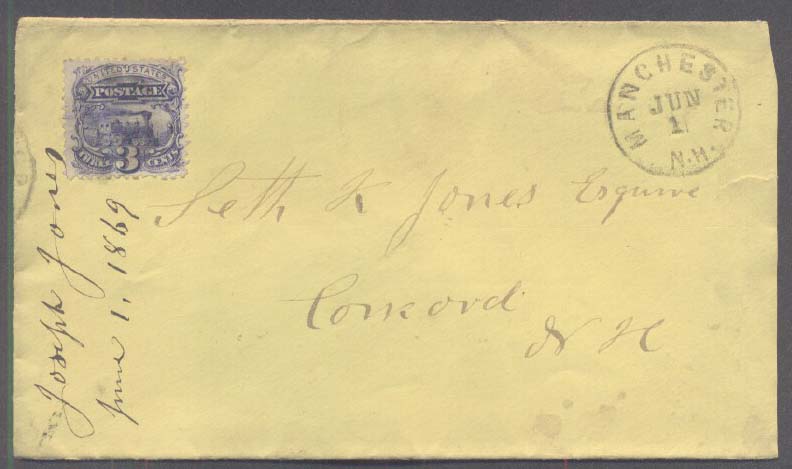 UNITED STATES
POSTAGE
THREE 3 CENTS
MANCHESTER
JUN
1
N.H.
Seth K Jones Esquire
Concord
N H
Joseph Jones
June 1, 1869